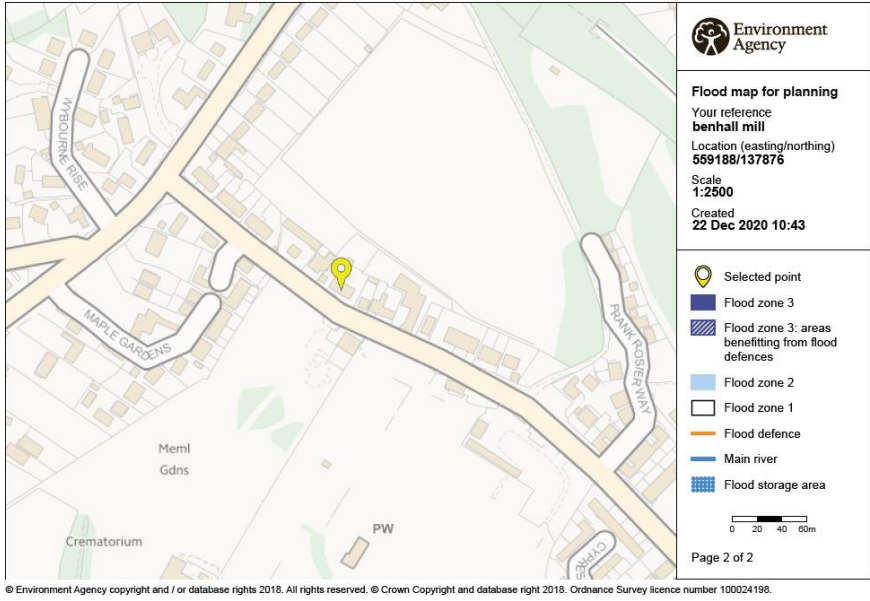 WYBOURNE RISE
MAPLE GARDENS
FRANK ROSIER WAY
Meml
Gdns
Crematorium
PW
CYPRES
Environment
Agency
Flood map for planning
Your reference
benhall mill
Location (easting/northing)
559188/137876
Scale
1:2500
Created
22 Dec 2020 10:43
Selected point
Flood zone 3
Flood zone 3: areas
benefitting from flood
defences
Flood zone 2
Flood zone 1
Flood defence
Main river
Flood storage area
0 20 40 60m
Page 2 of 2
© Environment Agency copyright and / or database rights 2018. All rights reserved. © Crown Copyright and database right 2018. Ordnance Survey licence number 100024198.